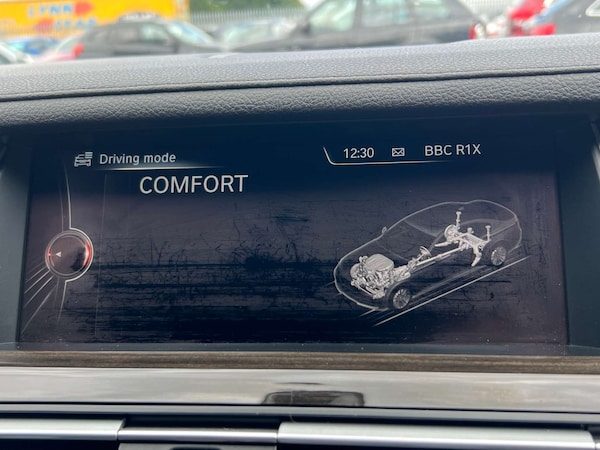 Driving mode
12:30
BBC R1X
COMFORT